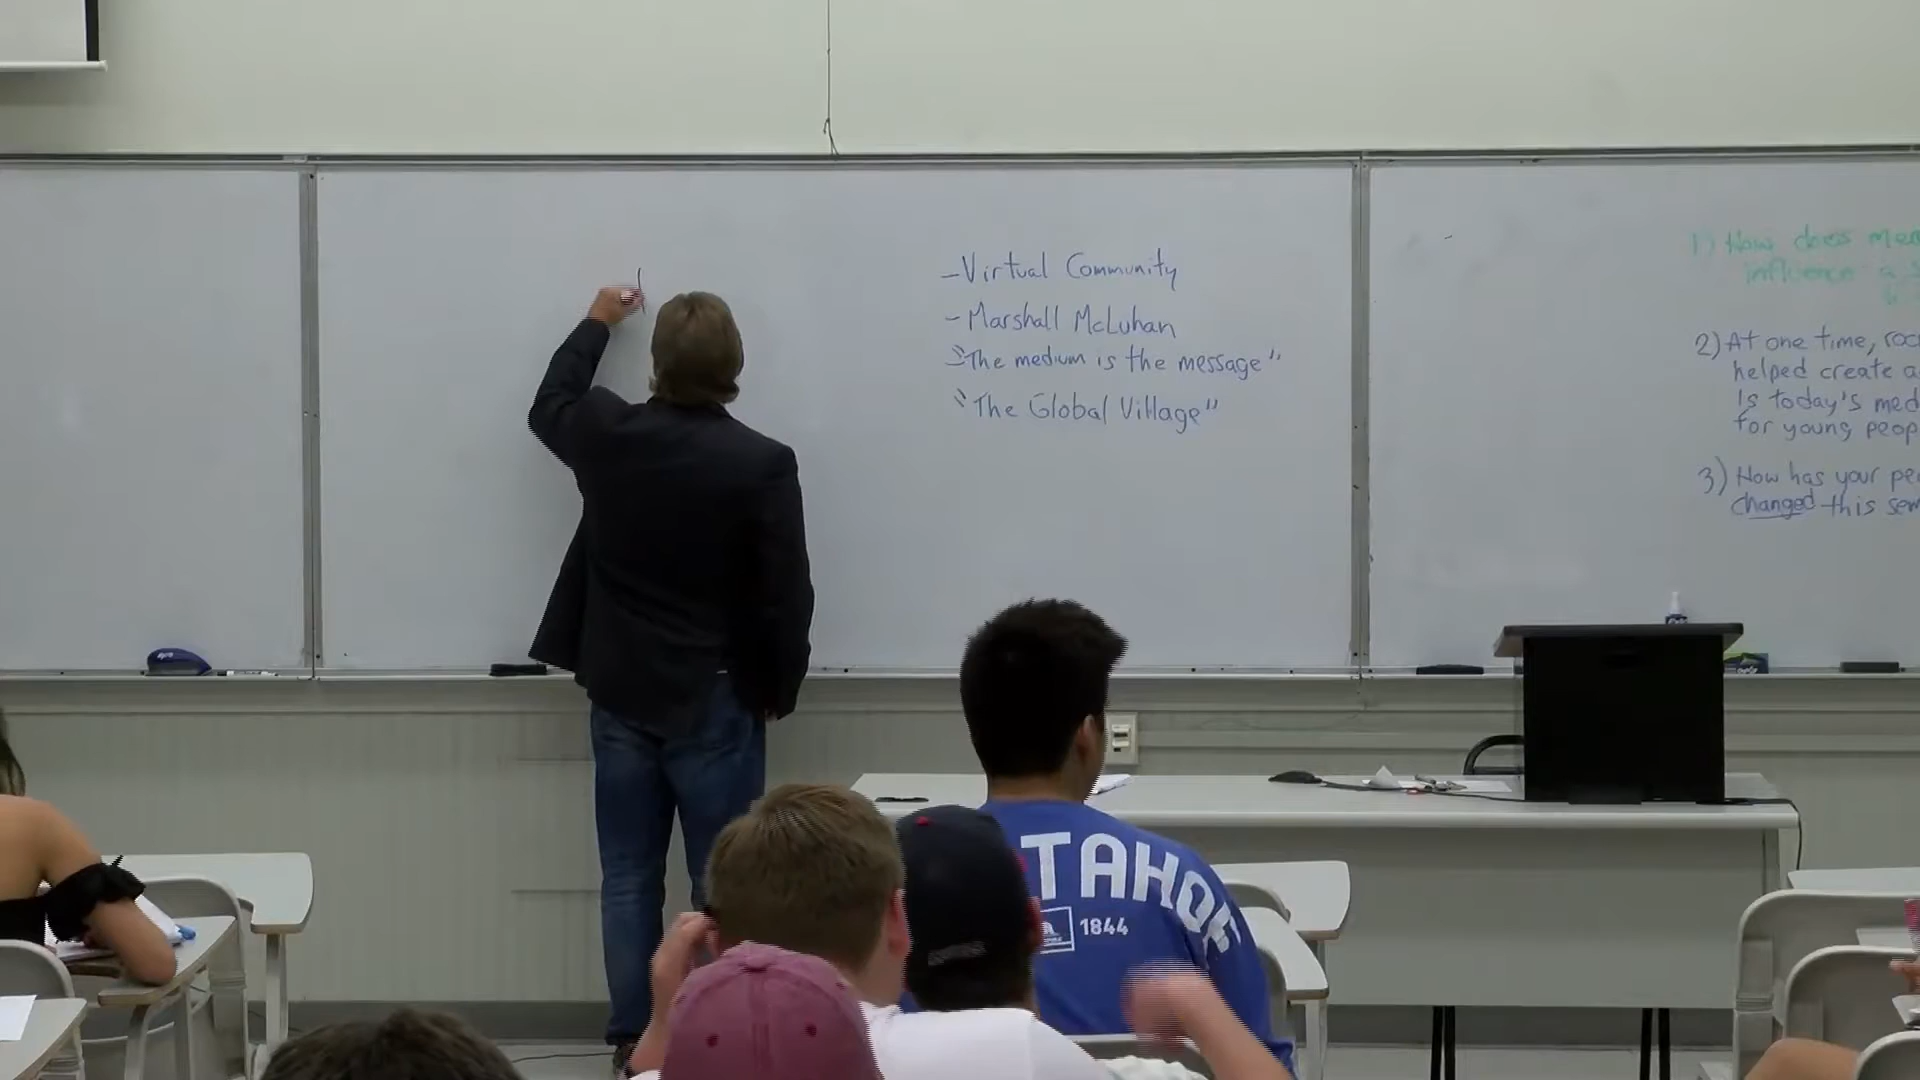 -Virtual Community
-Marshall McLuhan
-"The medium is the message"
"The Global Village"
1) How does
influence a
2) At one time,
helped create
Is today's
for young
3) How has your
changed this
TAHOE
1844